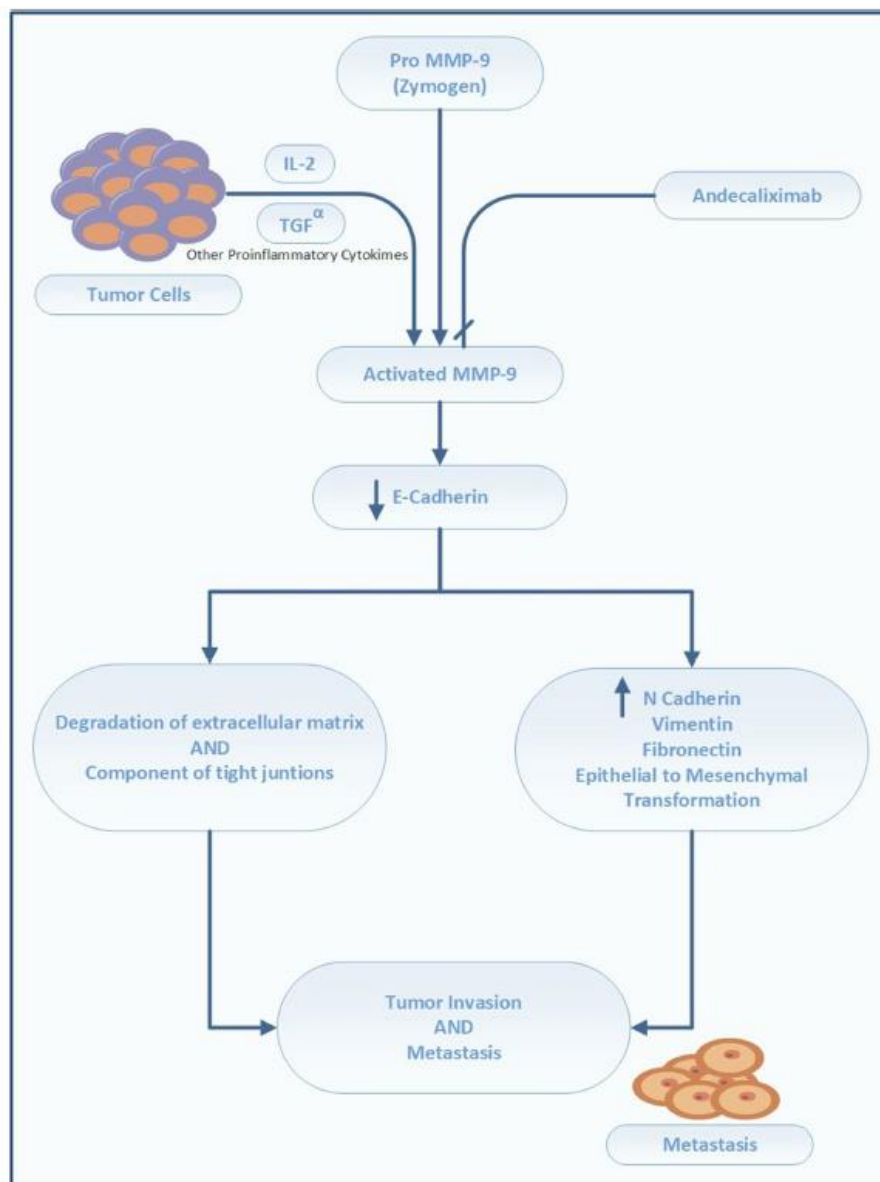 Pro MMP-9
(Zymogen)
IL-2
TGF α
Other Proinflammatory Cytokimes
Andecaliximab
Tumor Cells
Activated MMP-9
E-Cadherin
Degradation of extracellular matrix
AND
Component of tight juntions
N Cadherin
Vimentin
Fibronectin
Epithelial to Mesenchymal
Transformation
Tumor Invasion
AND
Metastasis
Metastasis